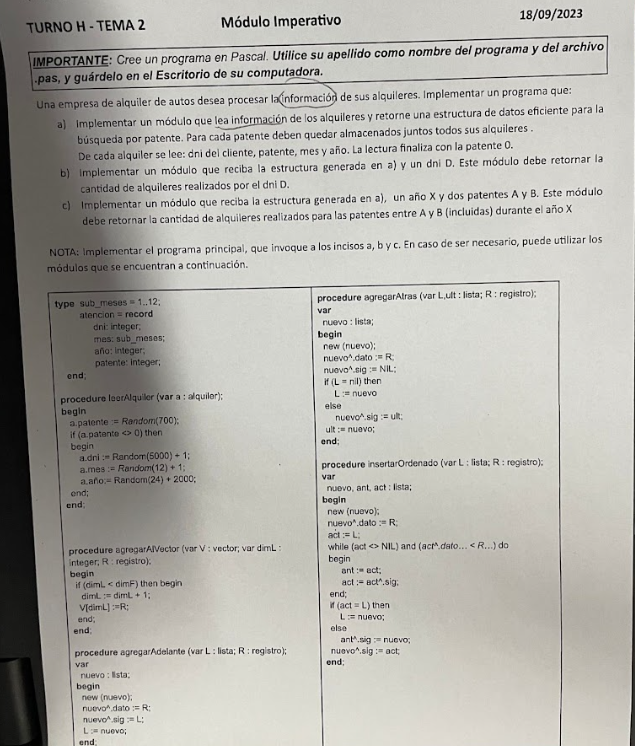 TURNO H - TEMA 2
Módulo Imperativo
18/09/2023
IMPORTANTE: Cree un programa en Pascal. Utilice su apellido como nombre del programa y del archivo
.pas, y guárdelo en el Escritorio de su computadora.
Una empresa de alquiler de autos desea procesar la información de sus alquileres. Implementar un programa que:
a) Implementar un módulo que lea información de los alquileres y retorne una estructura de datos eficiente para la
búsqueda por patente. Para cada patente deben quedar almacenados juntos todos sus alquileres .
De cada alquiler se lee: dni del cliente, patente, mes y año. La lectura finaliza con la patente 0.
b) Implementar un módulo que reciba la estructura generada en a) y un dni D. Este módulo debe retornar la
cantidad de alquileres realizados por el dni D.
c) Implementar un módulo que reciba la estructura generada en a), un año X y dos patentes A y B. Este módulo
debe retornar la cantidad de alquileres realizados para las patentes entre A y B (incluidas) durante el año X
NOTA: Implementar el programa principal, que invoque a los incisos a, b y c. En caso de ser necesario, puede utilizar los
módulos que se encuentran a continuación.
type sub_meses = 1..12;
atencion = record
dni: integer;
mes: sub_meses;
año: integer;
patente: integer;
end;
procedure leerAlquiler (var a : alquiler);
begin
a.patente := Random(700);
if (a.patente <> 0) then
begin
a.dni := Random(5000) + 1;
a.mes := Random(12) + 1;
a.año:= Random(24) + 2000;
end;
end;
procedure agregarAlVector (var V : vector; var dimL :
integer; R : registro);
begin
if (dimL < dimF) then begin
dimL := dimL + 1;
V[dimL] :=R;
end;
end;
procedure agregarAdelante (var L : lista; R : registro);
var
nuevo : lista;
begin
new (nuevo);
nuevo^.dato := R;
nuevo^.sig := L;
L := nuevo;
end;
procedure agregarAtras (var L,ult : lista; R : registro);
var
nuevo : lista;
begin
new (nuevo);
nuevo^.dato := R;
nuevo^.sig := NIL;
if (L = nil) then
L := nuevo
else
nuevo^.sig := ult;
ult := nuevo;
end;
procedure insertarOrdenado (var L : lista; R : registro);
var
nuevo, ant, act : lista;
begin
new (nuevo);
nuevo^.dato := R;
act := L;
while (act <> NIL) and (act^.dato... < R...) do
begin
ant := act;
act := act^.sig;
end;
if (act = L) then
L := nuevo;
else
ant^.sig := nuevo;
nuevo^.sig := act;
end;